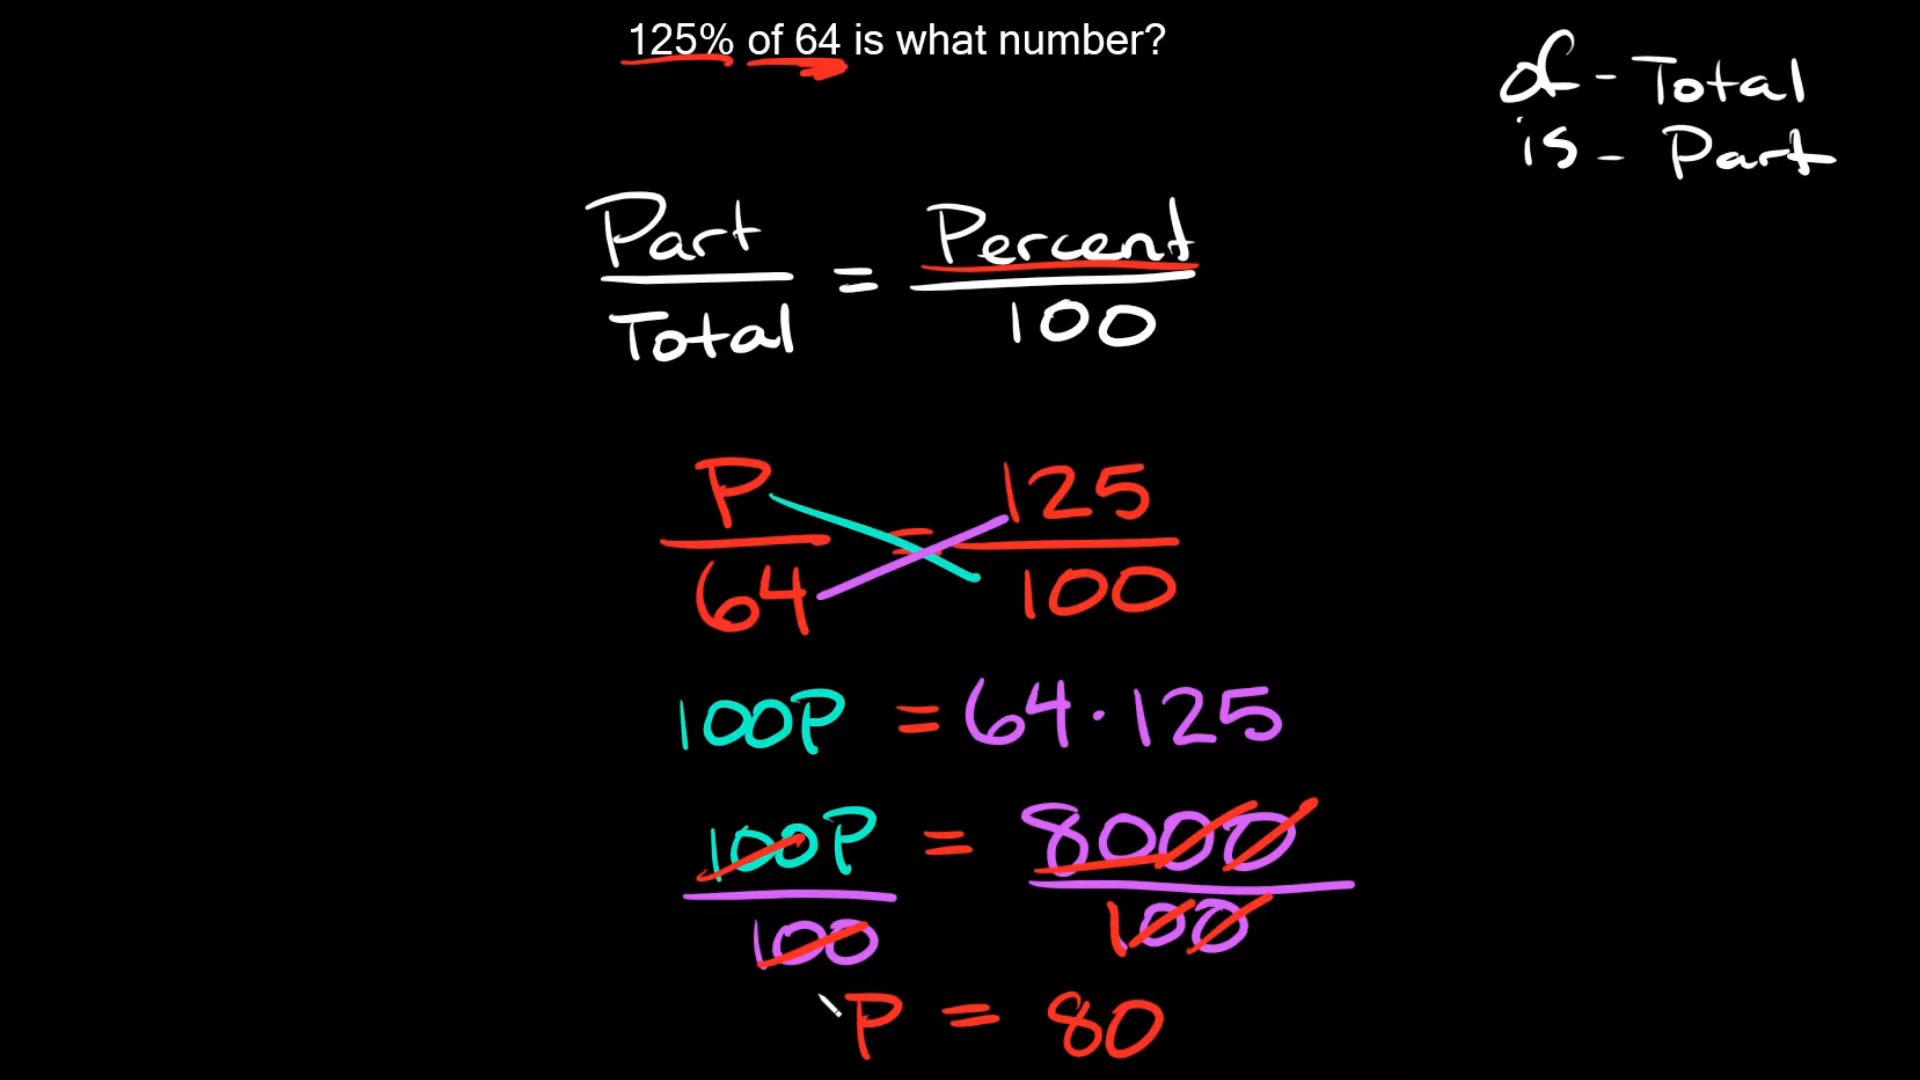 125% of 64 is what number?
of - Total
is - Part
Part = Percent
Total 100
P = 125
64 100
100P = 64 · 125
100P = 8000
100 100
P = 80